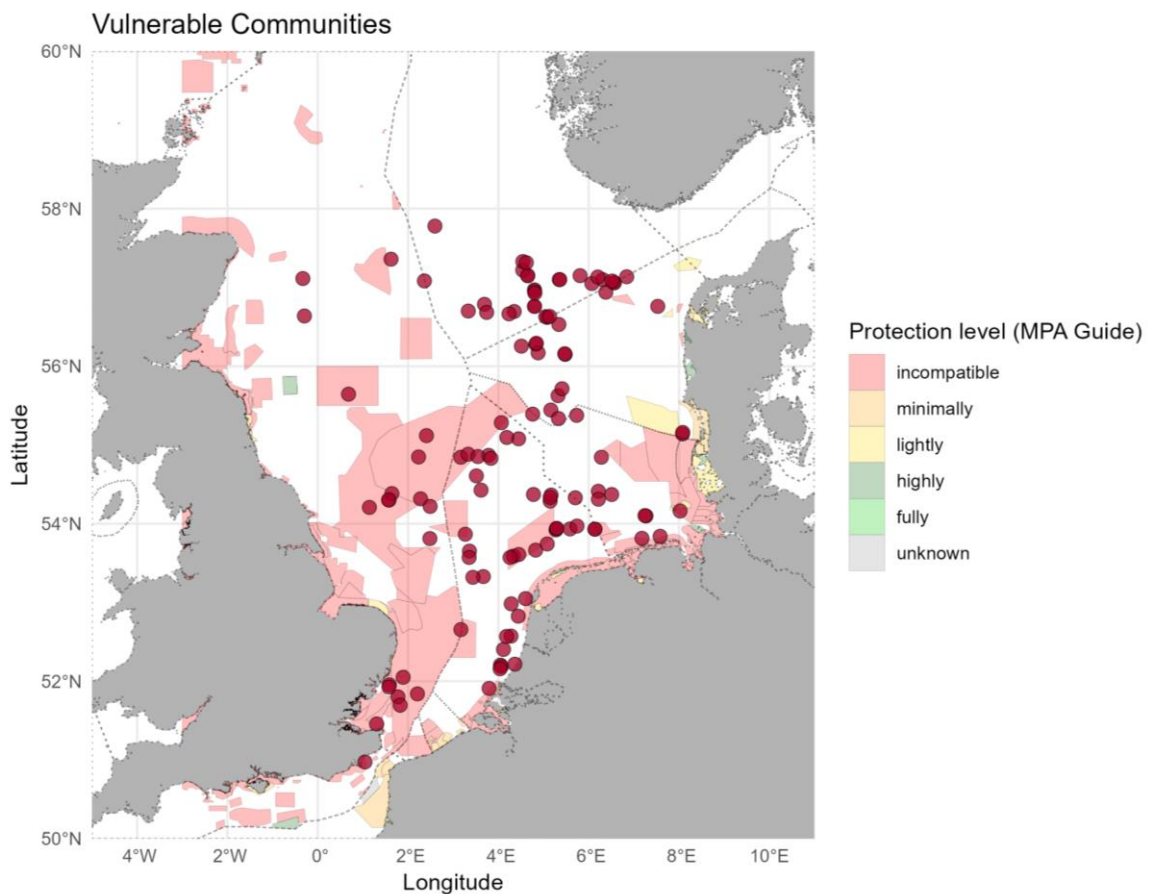 Vulnerable Communities
60°N
58°N
56°N
54°N
52°N
50°N
Latitude
4°W 2°W 0° 2°E 4°E 6°E 8°E 10°E
Longitude
Protection level (MPA Guide)
incompatible
minimally
lightly
highly
fully
unknown